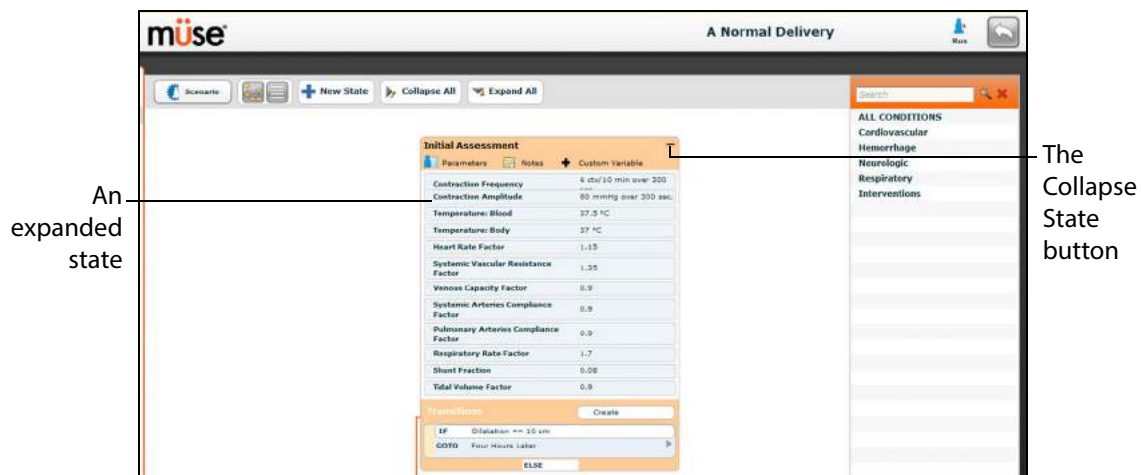 müse
A Normal Delivery
Run
Scenario
New State
Collapse All
Expand All
Search
ALL CONDITIONS
Cardiovascular
Hemorrhage
Neurologic
Respiratory
Interventions
Initial Assessment
Parameters Notes Custom Variable
Contraction Frequency 6 ctx/10 min over 300
Contraction Amplitude 80 mmHg over 300 sec.
Temperature: Blood 37.5 °C
Temperature: Body 37 °C
Heart Rate Factor 1.15
Systemic Vascular Resistance
Factor 1.35
Venous Capacity Factor 0.9
Systemic Arteries Compliance
Factor 0.9
Pulmonary Arteries Compliance
Factor 0.9
Respiratory Rate Factor 1.7
Shunt Fraction 0.08
Tidal Volume Factor 0.9
Transitions Create
IF Dilatation == 10 cm
GOTO Four Hours Later
ELSE
An
expanded
state
The
Collapse
State
button